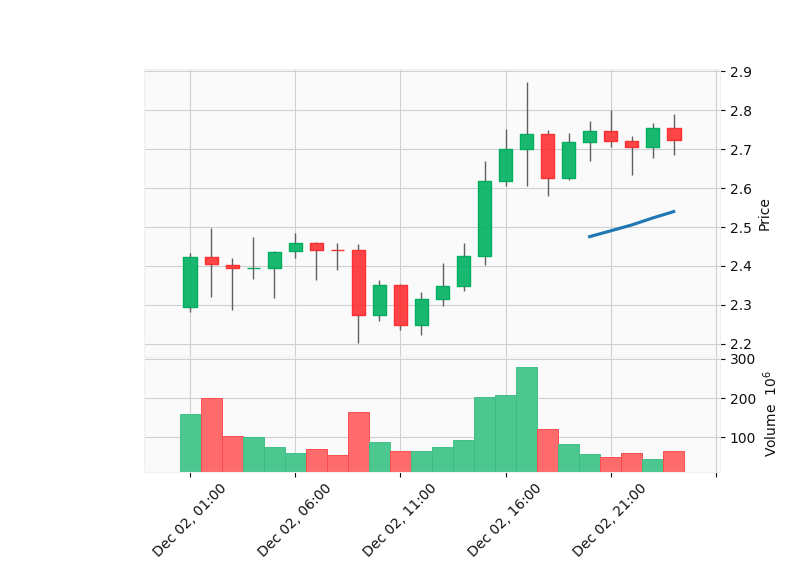 2.9
2.8
2.7
2.6
2.5
2.4
2.3
2.2
Price
300
200
100
Volume 10^6
Dec 02, 01:00
Dec 02, 06:00
Dec 02, 11:00
Dec 02, 16:00
Dec 02, 21:00